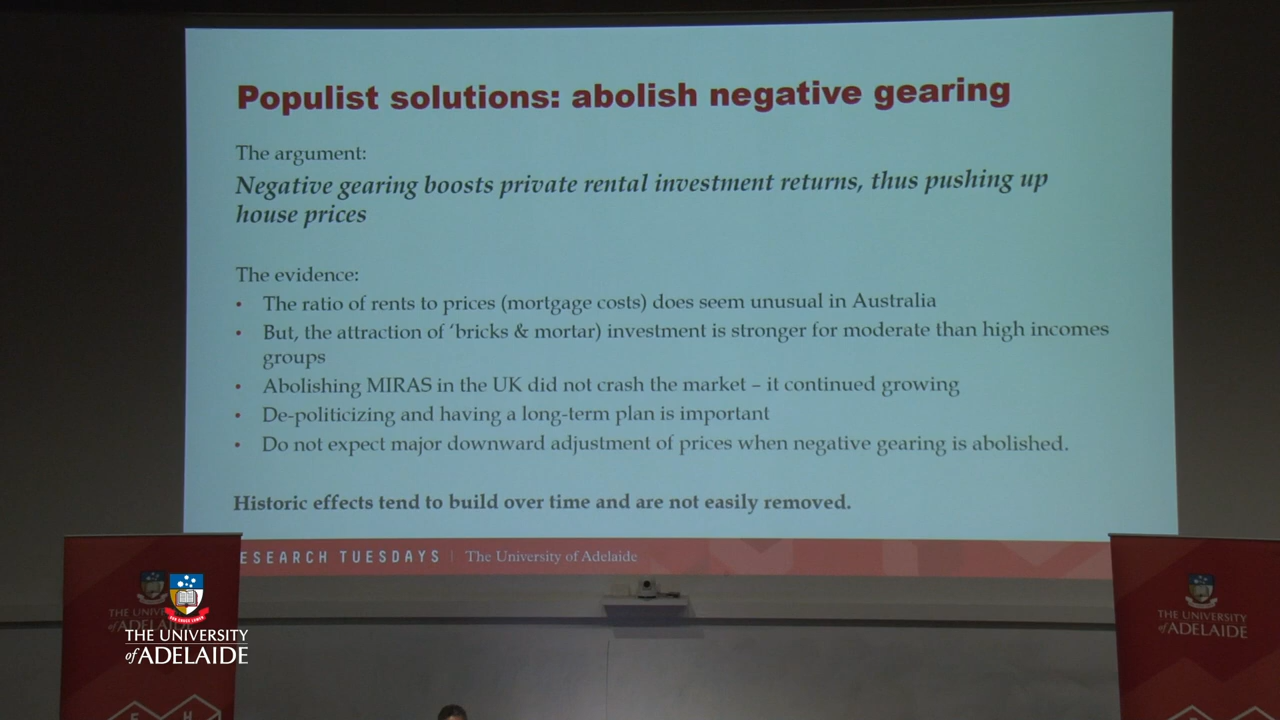 Populist solutions: abolish negative gearing
The argument:
Negative gearing boosts private rental investment returns, thus pushing up
house prices
The evidence:
• The ratio of rents to prices (mortgage costs) does seem unusual in Australia
• But, the attraction of ‘bricks & mortar) investment is stronger for moderate than high incomes
groups
• Abolishing MIRAS in the UK did not crash the market – it continued growing
• De-politicizing and having a long-term plan is important
• Do not expect major downward adjustment of prices when negative gearing is abolished.
Historic effects tend to build over time and are not easily removed.
ESEARCH TUESDAYS | The University of Adelaide
THE UNIVERSITY
of ADELAIDE
THE UNIVERSITY
of ADELAIDE